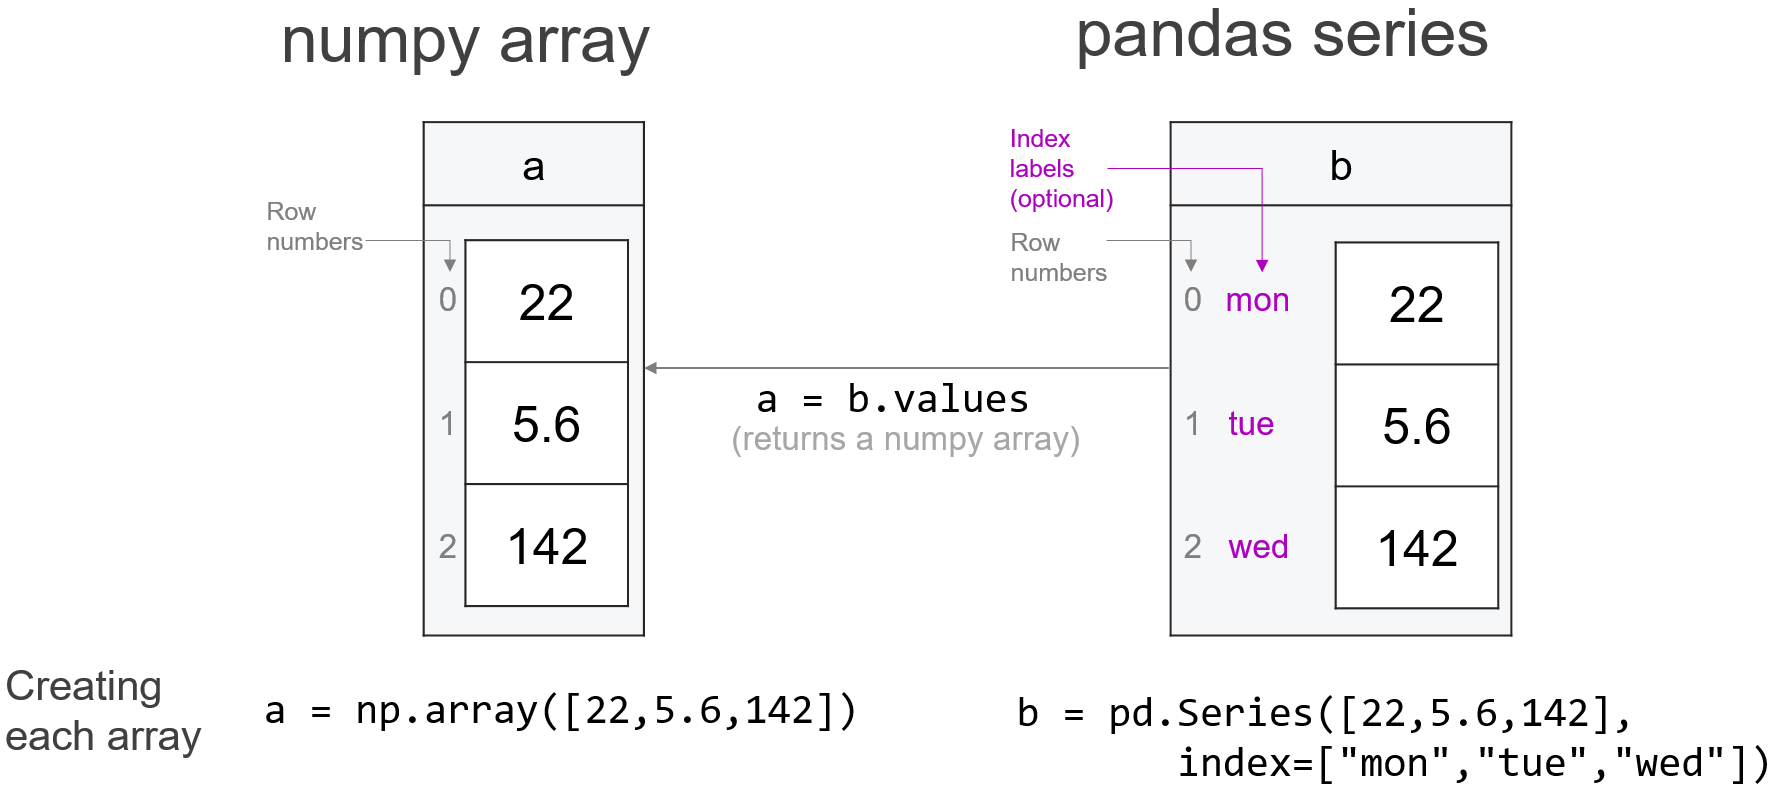 numpy array
pandas series
a
Row
numbers
0
22
1
5.6
2
142
a = b.values
(returns a numpy array)
Index
labels
(optional)
Row
numbers
b
0 mon 22
1 tue 5.6
2 wed 142
Creating
each array
a = np.array([22,5.6,142])
b = pd.Series([22,5.6,142],
index=["mon","tue","wed"])